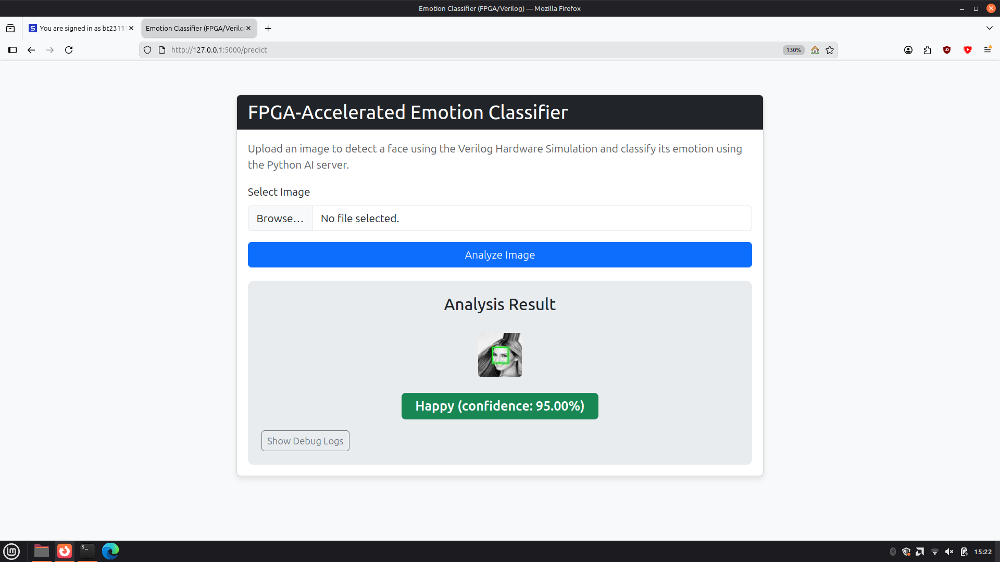 Emotion Classifier (FPGA/Verilog) — Mozilla Firefox
You are signed in as bt2311
Emotion Classifier (FPGA/Verilo
http://127.0.0.1:5000/predict
130%
FPGA-Accelerated Emotion Classifier
Upload an image to detect a face using the Verilog Hardware Simulation and classify its emotion using
the Python AI server.
Select Image
Browse… No file selected.
Analyze Image
Analysis Result
Happy (confidence: 95.00%)
Show Debug Logs
15:22